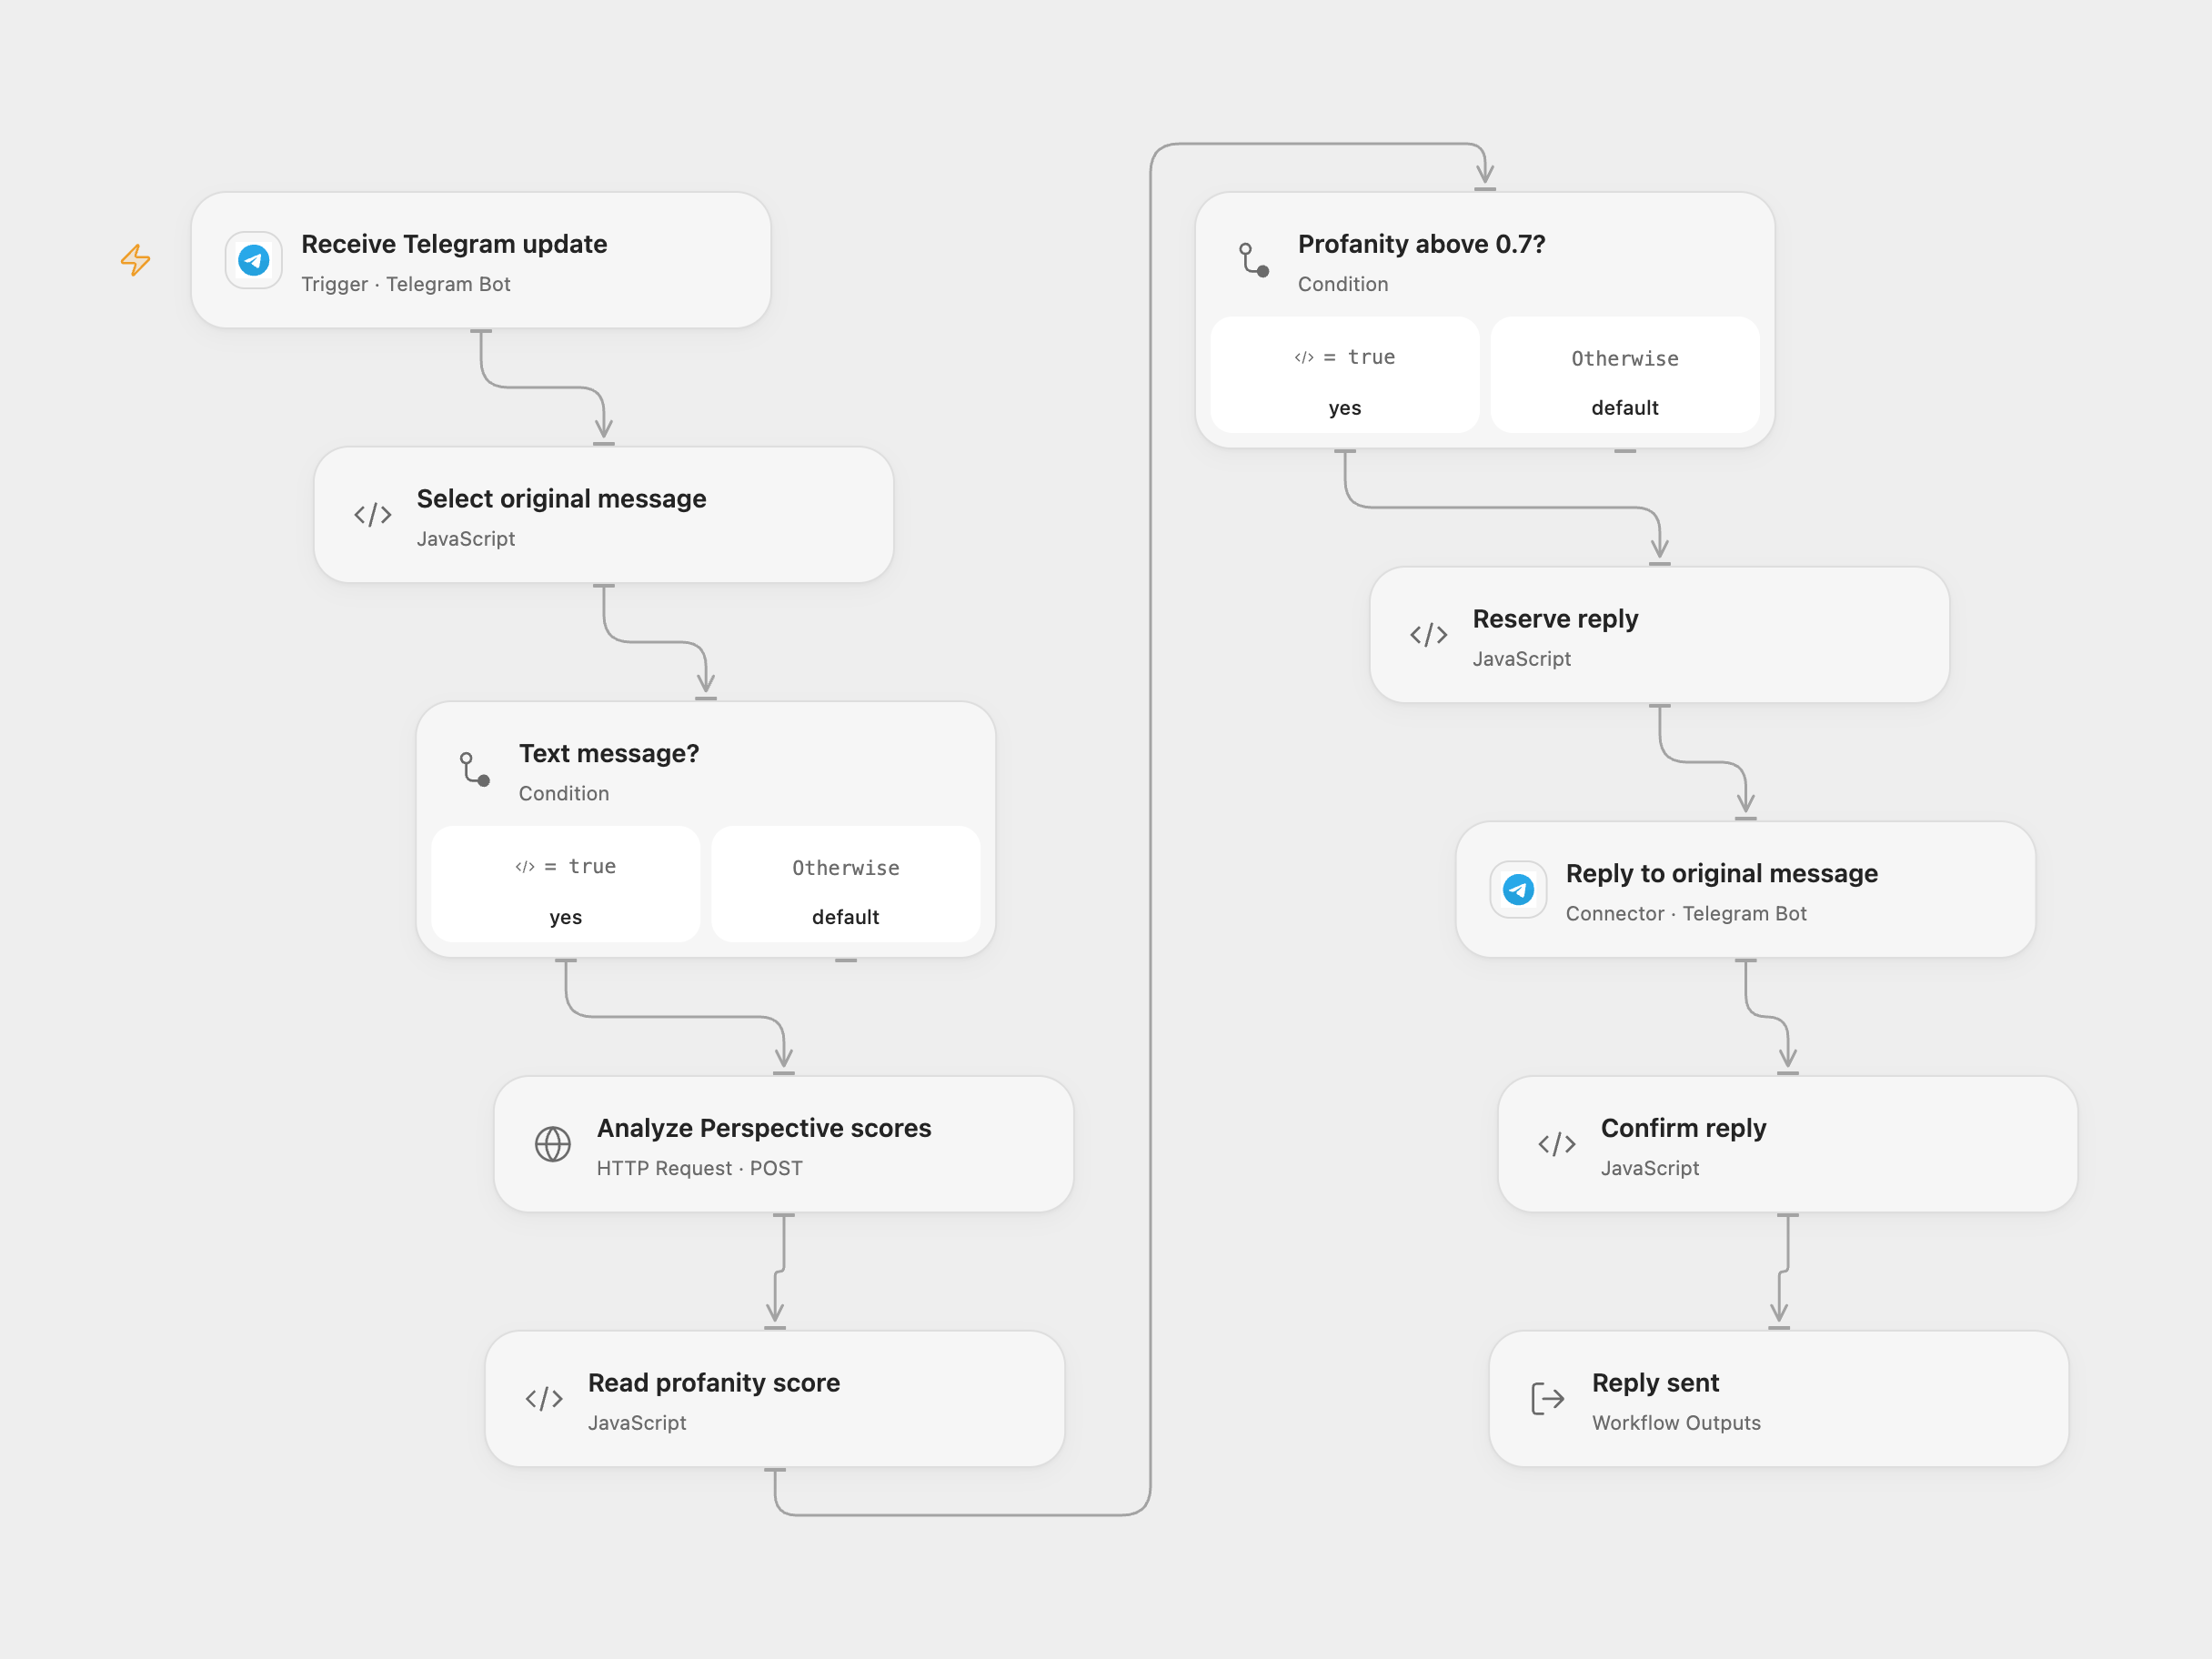 Receive Telegram update
Trigger · Telegram Bot
Select original message
JavaScript
Text message?
Condition
</> = true
yes
Otherwise
default
Analyze Perspective scores
HTTP Request · POST
Read profanity score
JavaScript
Profanity above 0.7?
Condition
</> = true
yes
Otherwise
default
Reserve reply
JavaScript
Reply to original message
Connector · Telegram Bot
Confirm reply
JavaScript
Reply sent
Workflow Outputs